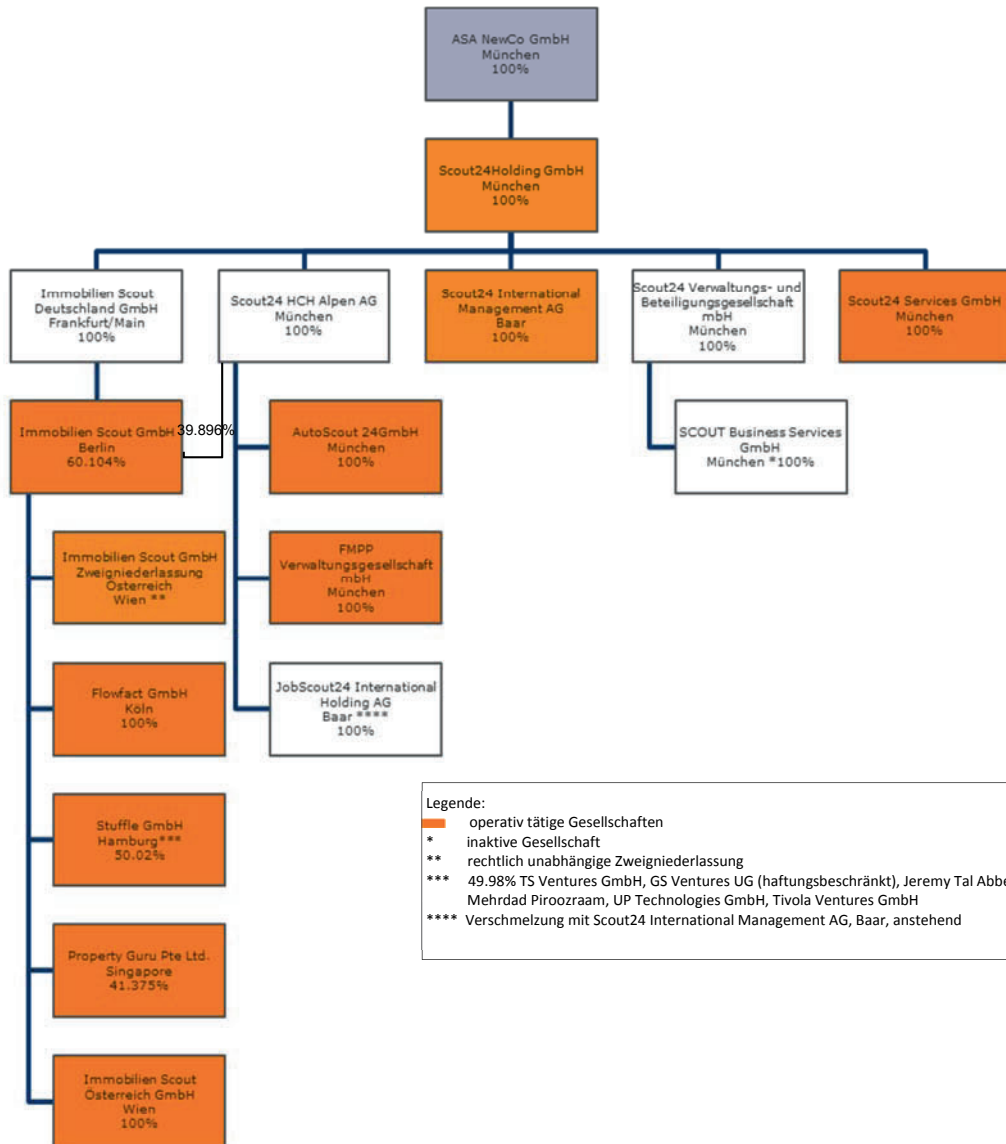 ASA NewCo GmbH
München
100%
Scout24Holding GmbH
München
100%
Immobilien Scout
Deutschland GmbH
Frankfurt/Main
100%
Scout24 HCH Alpen AG
München
100%
Scout24 International
Management AG
Baar
100%
Scout24 Verwaltungs- und
Beteiligungsgesellschaft
mbH
München
100%
Scout24 Services GmbH
München
100%
Immobilien Scout GmbH
Berlin
60.104%
39.896%
AutoScout 24GmbH
München
100%
SCOUT Business Services
GmbH
München *100%
Immobilien Scout GmbH
Zweigniederlassung
Österreich
Wien **
FMPP
Verwaltungsgesellschaft
mbH
München
100%
Flowfact GmbH
Köln
100%
JobScout24 International
Holding AG
Baar ****
100%
Stuffle GmbH
Hamburg***
50.02%
Property Guru Pte Ltd.
Singapore
41.375%
Immobilien Scout
Österreich GmbH
Wien
100%
Legende:
operativ tätige Gesellschaften
* inaktive Gesellschaft
** rechtlich unabhängige Zweigniederlassung
*** 49.98% TS Ventures GmbH, GS Ventures UG (haftungsbeschränkt), Jeremy Tal Abbe
Mehrdad Piroozraam, UP Technologies GmbH, Tivola Ventures GmbH
**** Verschmelzung mit Scout24 International Management AG, Baar, anstehend